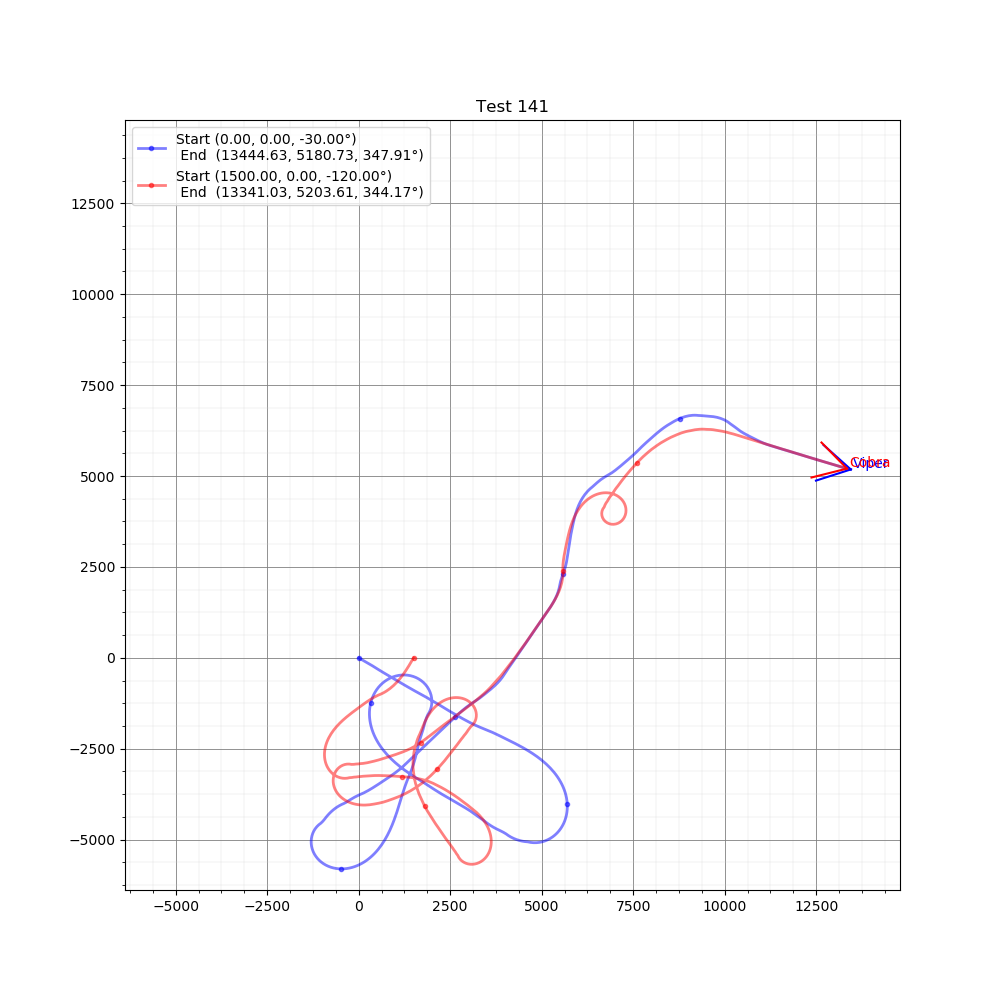 Test 141
Start (0.00, 0.00, -30.00°)
End (13444.63, 5180.73, 347.91°)
Start (1500.00, 0.00, -120.00°)
End (13341.03, 5203.61, 344.17°)
12500
10000
7500
5000
2500
0
−2500
−5000
Viper
Cobra
−5000 −2500 0 2500 5000 7500 10000 12500